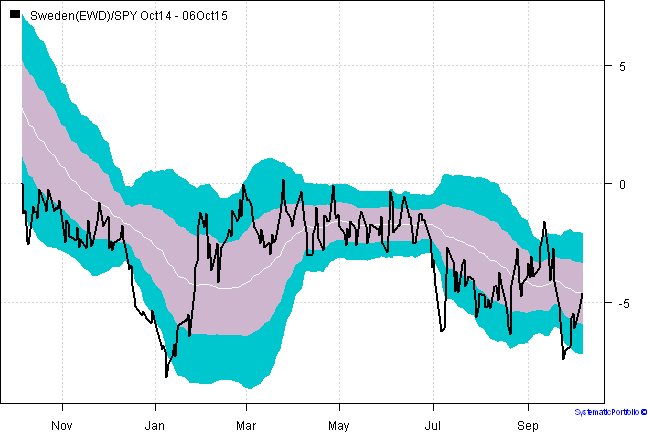 Sweden(EWD)/SPY Oct14 - 06Oct15
5
0
-5
Nov Jan Mar May Jul Sep
SystematicPortfolio ©